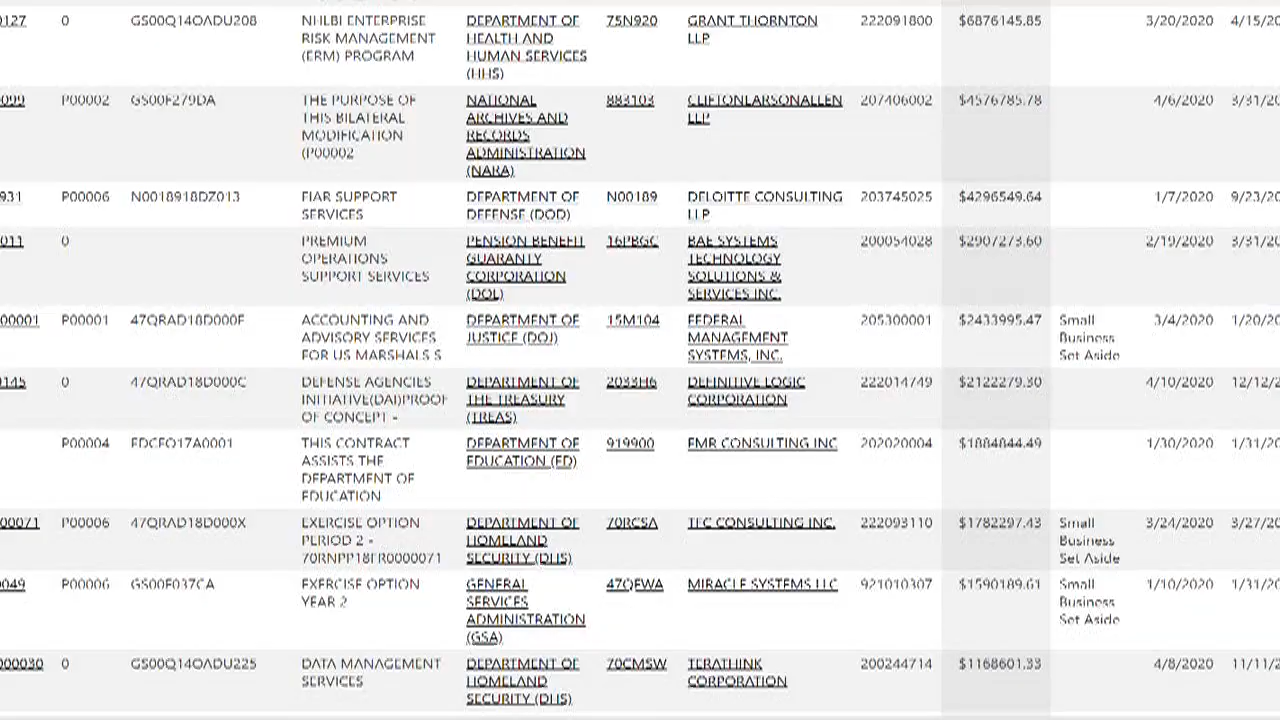 0127 0 GS00Q14OADU208 NHLBI ENTERPRISE DEPARTMENT OF 75N920 GRANT THORNTON 222091800 $6876145.85 3/20/2020 4/15/20
RISK MANAGEMENT HEALTH AND LLP
(ERM) PROGRAM HUMAN SERVICES
(HHS)
0099 P00002 GS00F279DA THE PURPOSE OF NATIONAL 883103 CLIFTONLARSONALLEN 207406002 $4576785.78 4/6/2020 3/31/20
THIS BILATERAL ARCHIVES AND LLP
MODIFICATION RECORDS
(P00002 ADMINISTRATION
(NARA)
931 P00006 N0018918DZ013 FIAR SUPPORT DEPARTMENT OF N00189 DELOITTE CONSULTING 203745025 $4296549.64 1/7/2020 9/23/20
SERVICES DEFENSE (DOD) LLP
011 0 PREMIUM PENSION BENEFIT 16PBGC BAE SYSTEMS 200054028 $2907273.60 2/19/2020 3/31/20
OPERATIONS GUARANTY TECHNOLOGY
SUPPORT SERVICES CORPORATION SOLUTIONS &
(DOL) SERVICES INC.
00001 P00001 47QRAD18D000F ACCOUNTING AND DEPARTMENT OF 15M104 FEDERAL 205300001 $2433995.47 Small 3/4/2020 1/20/20
ADVISORY SERVICES JUSTICE (DOJ) MANAGEMENT Business
FOR US MARSHALS S SYSTEMS, INC. Set Aside
0145 0 47QRAD18D000C DEFENSE AGENCIES DEPARTMENT OF 2033H6 DEFINITIVE LOGIC 222014749 $2122279.30 4/10/2020 12/12/2
INITIATIVE(DAI)PROOF THE TREASURY CORPORATION
OF CONCEPT - (TREAS)
P00004 EDCFO17A0001 THIS CONTRACT DEPARTMENT OF 919900 FMR CONSULTING INC 202020004 $1884844.49 1/30/2020 1/31/20
ASSISTS THE EDUCATION (ED)
DEPARTMENT OF
EDUCATION
00071 P00006 47QRAD18D000X EXERCISE OPTION DEPARTMENT OF 70RCSA TFC CONSULTING INC. 222093110 $1782297.43 Small 3/24/2020 3/27/20
PERIOD 2 - HOMELAND Business
70RNPP18FR0000071 SECURITY (DHS) Set Aside
0049 P00006 GS00F037CA EXERCISE OPTION GENERAL 47QFWA MIRACLE SYSTEMS LLC 921010307 $1590189.61 Small 1/10/2020 1/31/20
YEAR 2 SERVICES Business
ADMINISTRATION Set Aside
(GSA)
000030 0 GS00Q14OADU225 DATA MANAGEMENT DEPARTMENT OF 70CMSW TERATHINK 200244714 $1168601.33 4/8/2020 11/11/2
SERVICES HOMELAND CORPORATION
SECURITY (DHS)